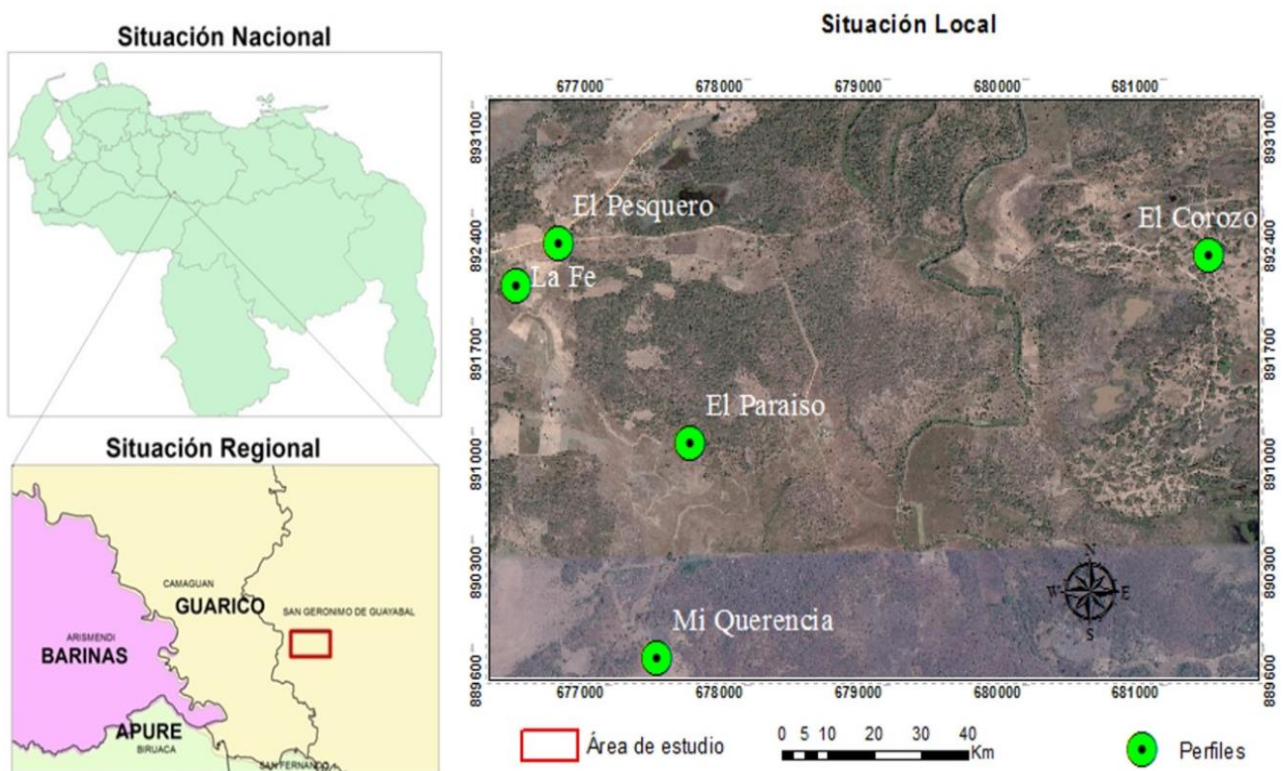 Situación Nacional
Situación Regional
CAMAGUAN
GUARICO
SAN GERONIMO DE GUAYABAL
ARISMENDI
BARINAS
APURE
BIRUACA
SAN FERNANDO
Situación Local
677000 678000 679000 680000 681000
893100 892400 891700 891000 890300 889600
El Pesquero
El Corozo
La Fe
El Paraiso
Mi Querencia
N
W E
S
893100 892400 891700 891000 890300 889600
677000 678000 679000 680000 681000
Área de estudio
0 5 10 20 30 40
Km
Perfiles